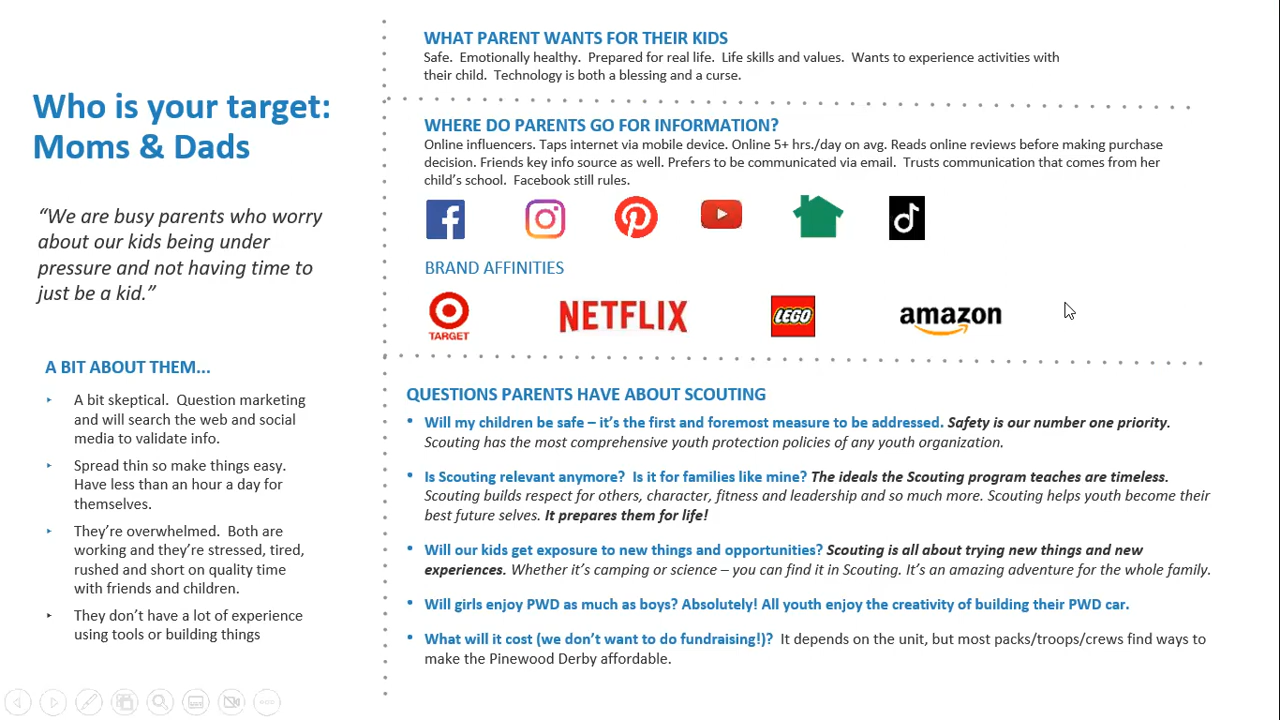 Who is your target:
Moms & Dads
“We are busy parents who worry
about our kids being under
pressure and not having time to
just be a kid.”
A BIT ABOUT THEM...
A bit skeptical.  Question marketing
and will search the web and social
media to validate info.
Spread thin so make things easy.
Have less than an hour a day for
themselves.
They’re overwhelmed.  Both are
working and they’re stressed, tired,
rushed and short on quality time
with friends and children.
They don’t have a lot of experience
using tools or building things
WHAT PARENT WANTS FOR THEIR KIDS
Safe.  Emotionally healthy.  Prepared for real life.  Life skills and values.  Wants to experience activities with
their child.  Technology is both a blessing and a curse.
WHERE DO PARENTS GO FOR INFORMATION?
Online influencers. Taps internet via mobile device. Online 5+ hrs./day on avg. Reads online reviews before making purchase
decision. Friends key info source as well. Prefers to be communicated via email.  Trusts communication that comes from her
child’s school.  Facebook still rules.
BRAND AFFINITIES
TARGET
NETFLIX
LEGO
amazon
QUESTIONS PARENTS HAVE ABOUT SCOUTING
• Will my children be safe – it’s the first and foremost measure to be addressed. Safety is our number one priority.
Scouting has the most comprehensive youth protection policies of any youth organization.
• Is Scouting relevant anymore?  Is it for families like mine? The ideals the Scouting program teaches are timeless.
Scouting builds respect for others, character, fitness and leadership and so much more. Scouting helps youth become their
best future selves. It prepares them for life!
• Will our kids get exposure to new things and opportunities? Scouting is all about trying new things and new
experiences. Whether it’s camping or science – you can find it in Scouting. It’s an amazing adventure for the whole family.
• Will girls enjoy PWD as much as boys? Absolutely! All youth enjoy the creativity of building their PWD car.
• What will it cost (we don’t want to do fundraising!)?  It depends on the unit, but most packs/troops/crews find ways to
make the Pinewood Derby affordable.